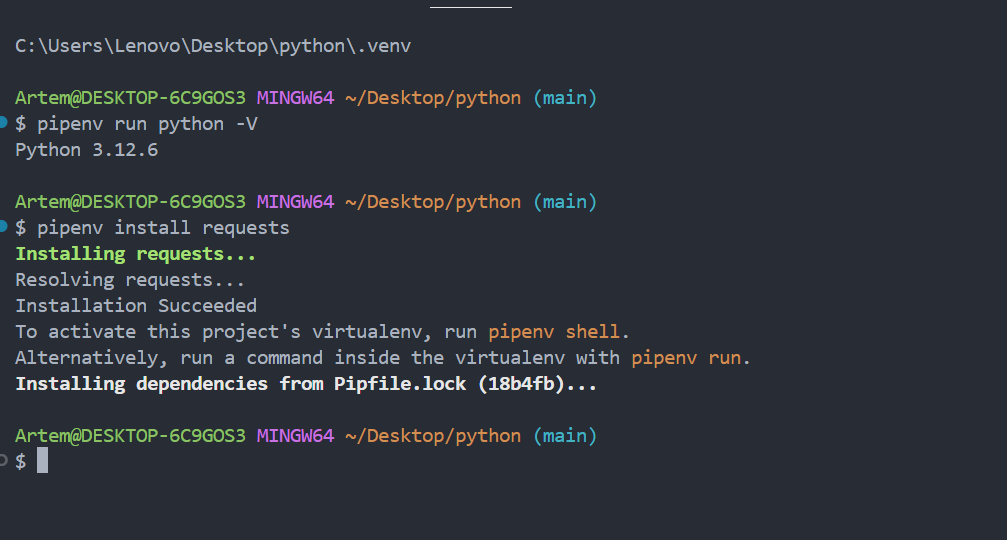 C:\Users\Lenovo\Desktop\python\.venv
Artem@DESKTOP-6C9GOS3 MINGW64 ~/Desktop/python (main)
$ pipenv run python -V
Python 3.12.6
Artem@DESKTOP-6C9GOS3 MINGW64 ~/Desktop/python (main)
$ pipenv install requests
Installing requests...
Resolving requests...
Installation Succeeded
To activate this project's virtualenv, run pipenv shell.
Alternatively, run a command inside the virtualenv with pipenv run.
Installing dependencies from Pipfile.lock (18b4fb)...
Artem@DESKTOP-6C9GOS3 MINGW64 ~/Desktop/python (main)
$